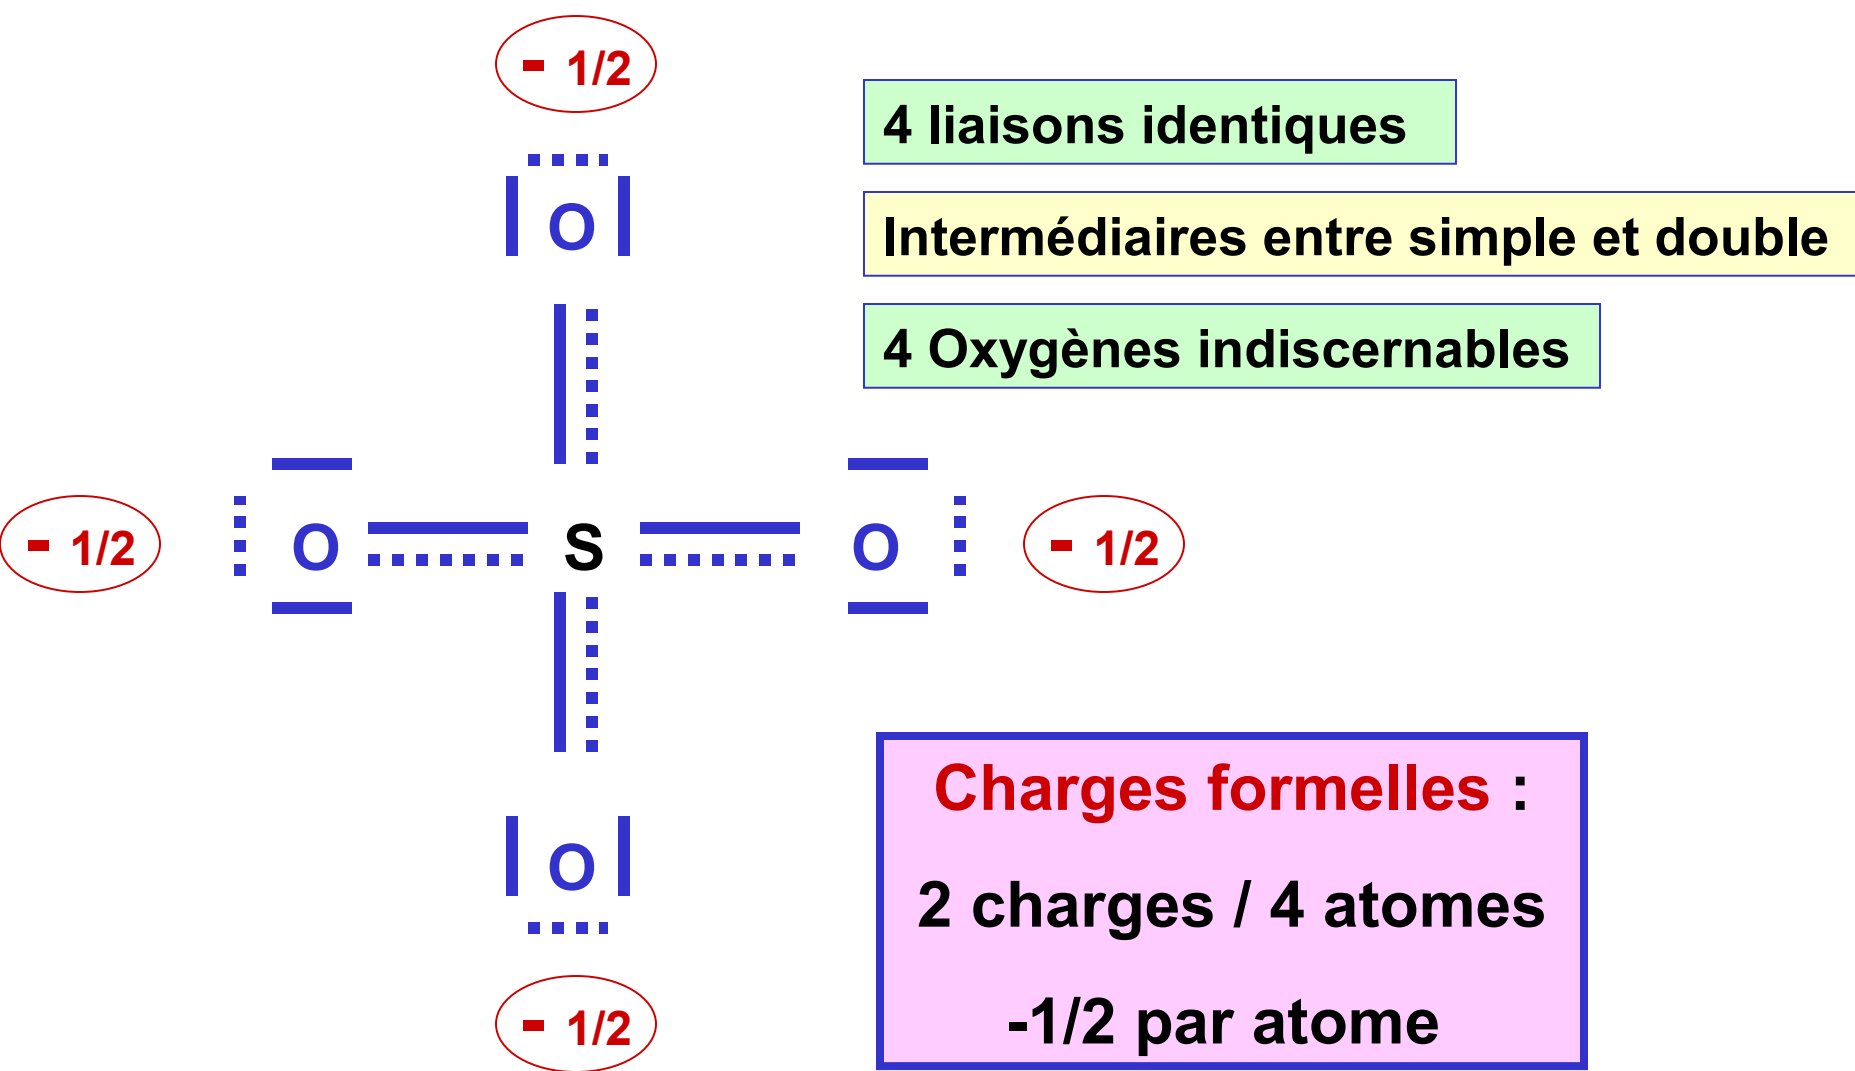 - 1/2
4 liaisons identiques
Intermédiaires entre simple et double
4 Oxygènes indiscernables
O
- 1/2
O
S
O
- 1/2
O
- 1/2
Charges formelles :
2 charges / 4 atomes
-1/2 par atome